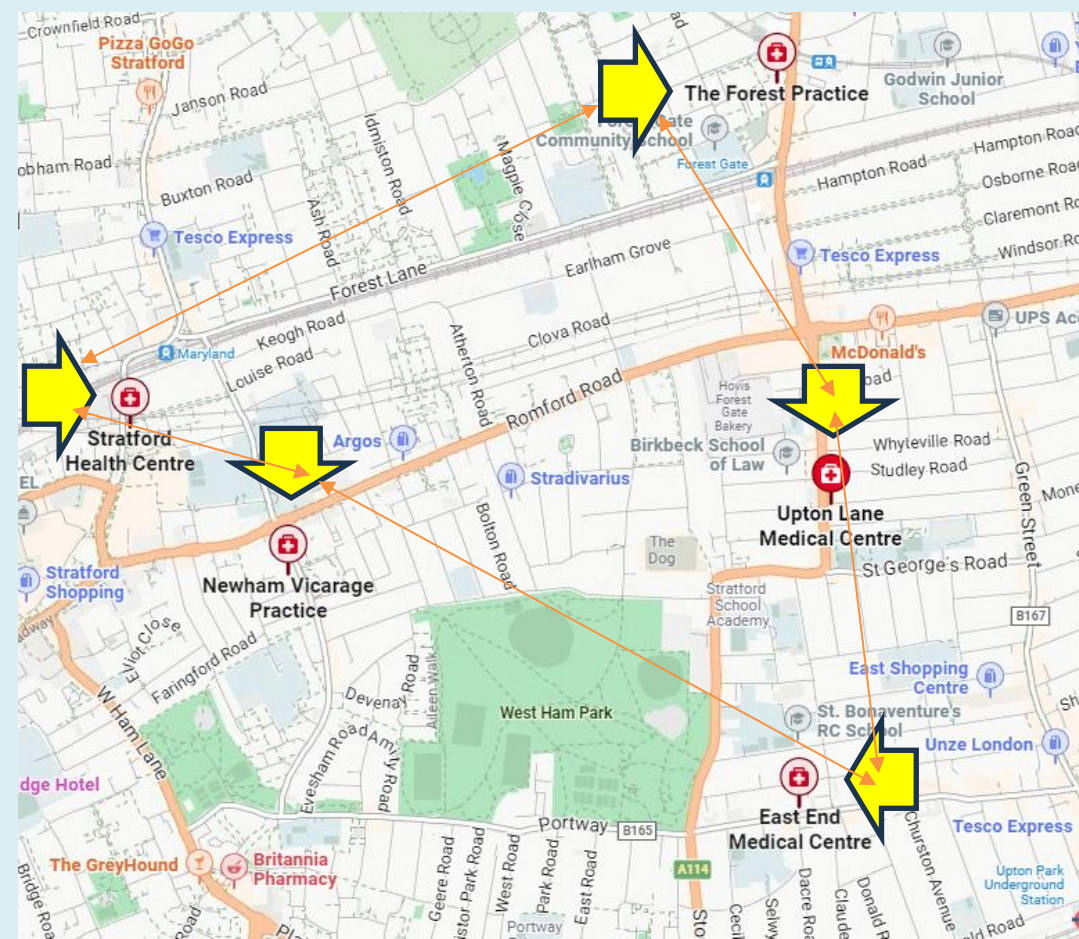 Crownfield Road
Pizza GoGo
Stratford
Janson Road
Idmiston Road
Magpie Close
The Forest Practice
Godwin Junior
School
Community School
Forest Gate
Hampton Road
Hampton Road
Osborne Road
Claremont
Windsor
Buxton Road
Ash Road
Tesco Express
Earlham Grove
Tesco Express
Forest Lane
Keogh Road
Clova Road
UPS
Maryland
Louise Road
Atherton Road
McDonald's
Romford Road
Hovis
Forest
Gate
Bakery
Stratford
Health Centre
Argos
Birkbeck School
of Law
Whyteville Road
Studley Road
Stradivarius
Green Street
Upton Lane
Medical Centre
Bolton Road
The
Dog
St George's Road
Stratford
Shopping
Newham Vicarage
Practice
Stratford
School
Academy
B167
Eliot Close
Faringford Road
Devenay Road
Aileen Walk
East Shopping
Centre
West Ham Park
St. Bonaventure's
RC School
Unze London
W Ham Lane
Evesham Road
Amity Road
East End
Medical Centre
Portway
B165
Churston Avenue
Tesco Express
The GreyHound
Britannia
Pharmacy
A114
Upton Park
Underground
Station
Geere Road
West Road
Park Road
East Road
Portway
Dacre Road
Donald